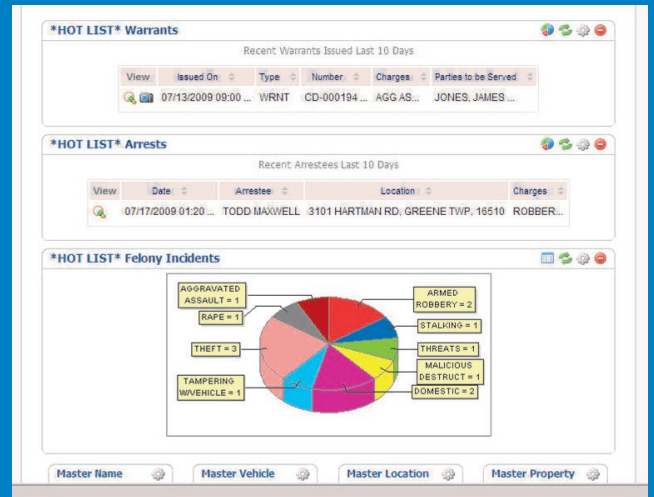 *HOT LIST* Warrants
Recent Warrants Issued Last 10 Days
View Issued On Type Number Charges Parties to be Served
07/13/2009 09:00 ... WRNT CD-000194 ... AGG AS... JONES, JAMES ...
*HOT LIST* Arrests
Recent Arrestees Last 10 Days
View Date Arrestee Location Charges
07/17/2009 01:20 ... TODD MAXWELL 3101 HARTMAN RD, GREENE TWP, 16510 ROBBER...
*HOT LIST* Felony Incidents
AGGRAVATED
ASSAULT = 1
ARMED
ROBBERY = 2
RAPE = 1
STALKING = 1
THEFT = 3
THREATS = 1
MALICIOUS
DESTRUCT = 1
TAMPERING
W/VEHICLE = 1
DOMESTIC = 2
Master Name Master Vehicle Master Location Master Property